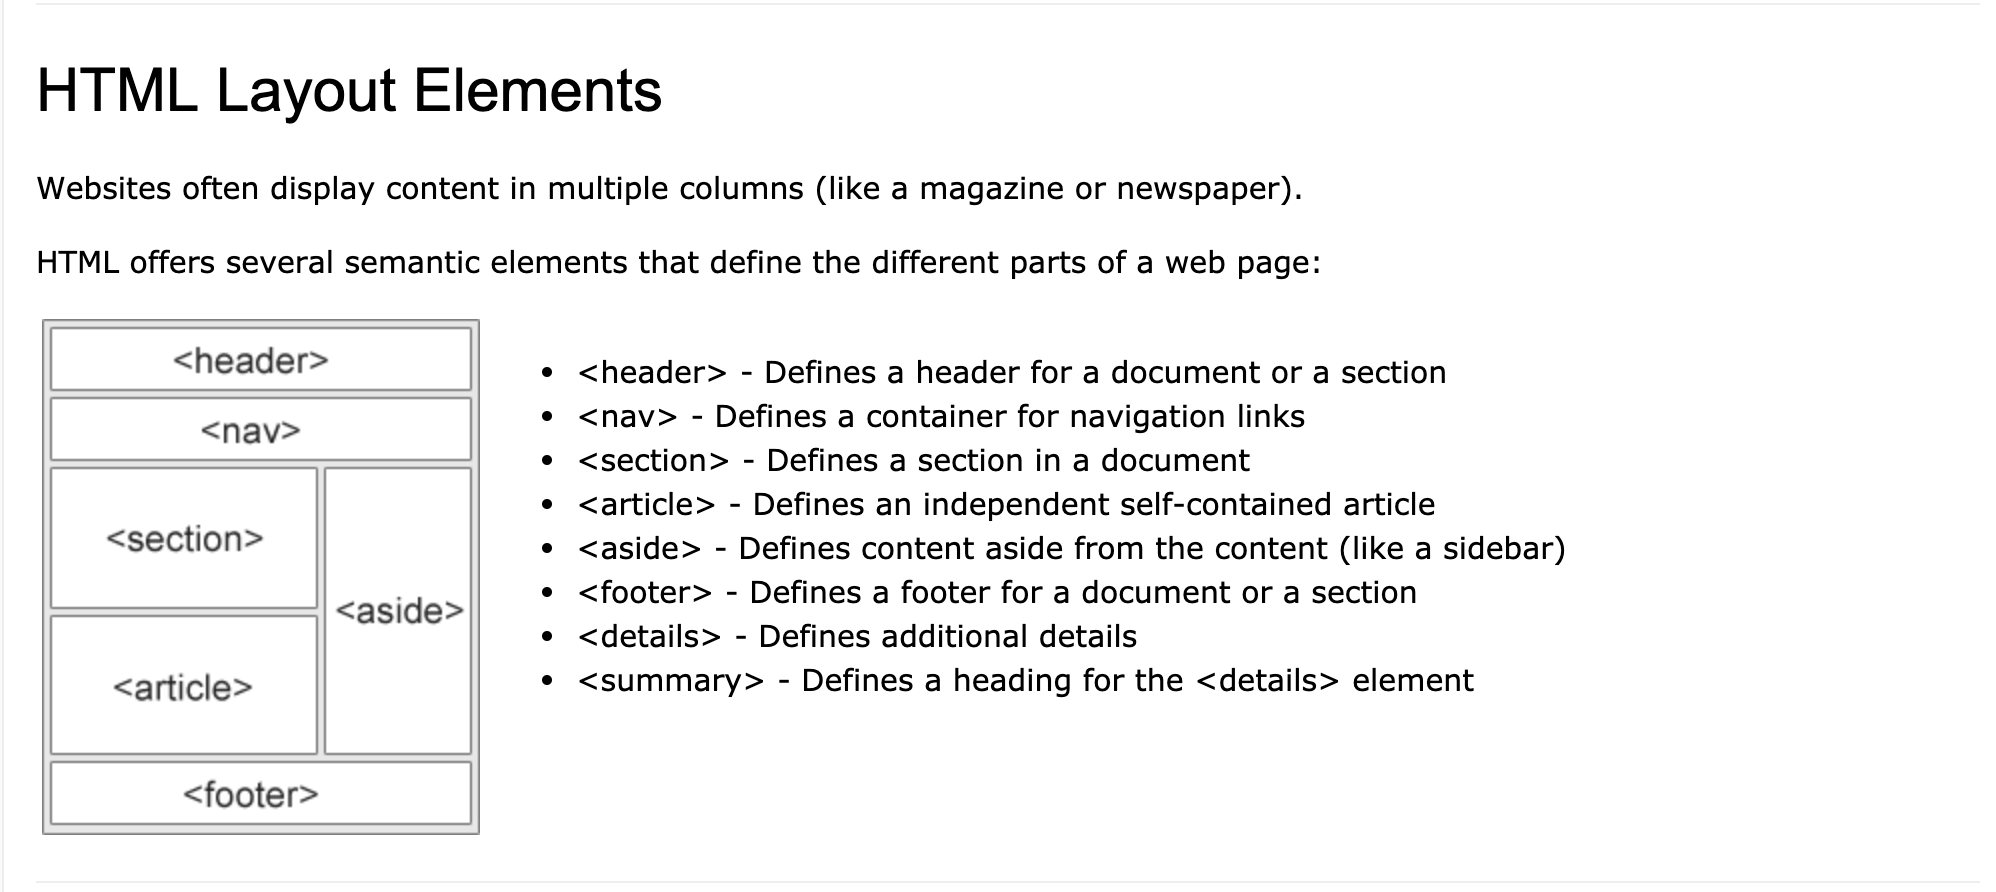 HTML Layout Elements
Websites often display content in multiple columns (like a magazine or newspaper).
HTML offers several semantic elements that define the different parts of a web page:
<header>
<nav>
<section>
<aside>
<article>
<footer>
• <header> - Defines a header for a document or a section
• <nav> - Defines a container for navigation links
• <section> - Defines a section in a document
• <article> - Defines an independent self-contained article
• <aside> - Defines content aside from the content (like a sidebar)
• <footer> - Defines a footer for a document or a section
• <details> - Defines additional details
• <summary> - Defines a heading for the <details> element